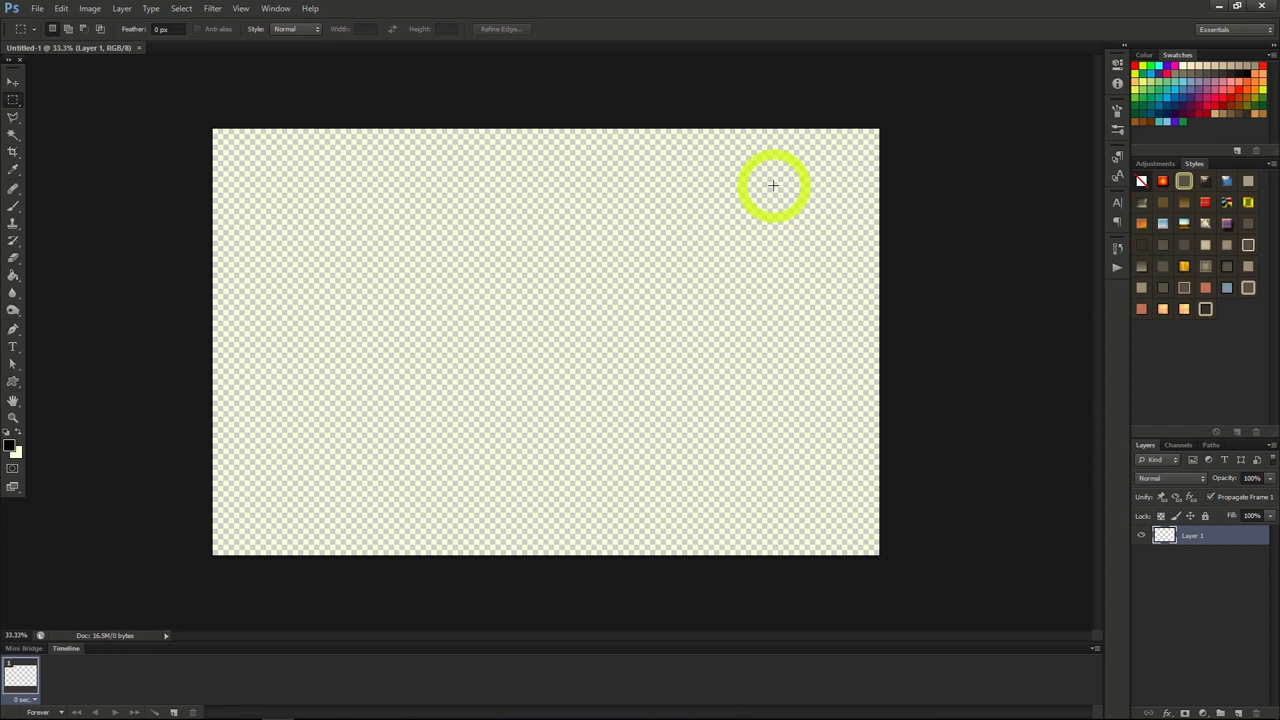 Ps File Edit Image Layer Type Select Filter View Window Help
Feather: 0 px Anti-alias Style: Normal Width: Height: Refine Edge... Essentials
Untitled-1 @ 33.3% (Layer 1, RGB/8) ×
Color Swatches
Adjustments Styles
Layers Channels Paths
Kind
Normal Opacity: 100%
Unify: Propagate Frame 1
Lock: Fill: 100%
Layer 1
33.33% Doc: 16.5M/0 bytes
Mini Bridge Timeline
1
0 sec.
Forever